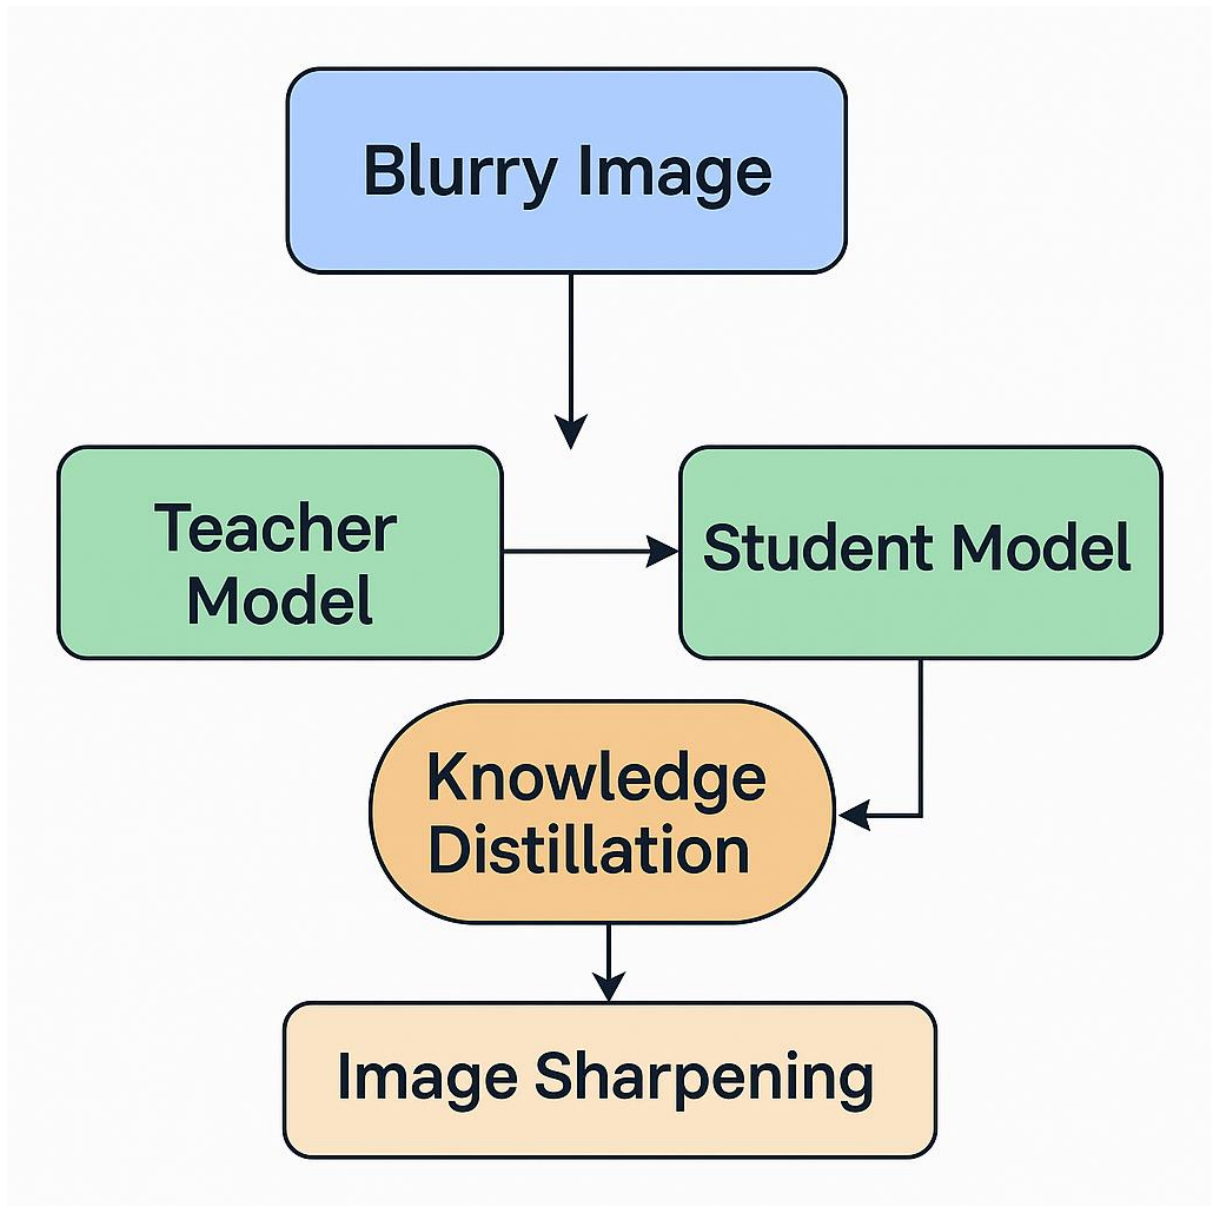 Blurry Image
Teacher
Model
Student Model
Knowledge
Distillation
Image Sharpening